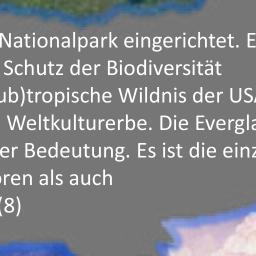 Nationalpark eingerichtet. E
Schutz der Biodiversität
ub)tropische Wildnis der USA
Weltkulturerbe. Die Evergla
er Bedeutung. Es ist die einz
oren als auch
(8)